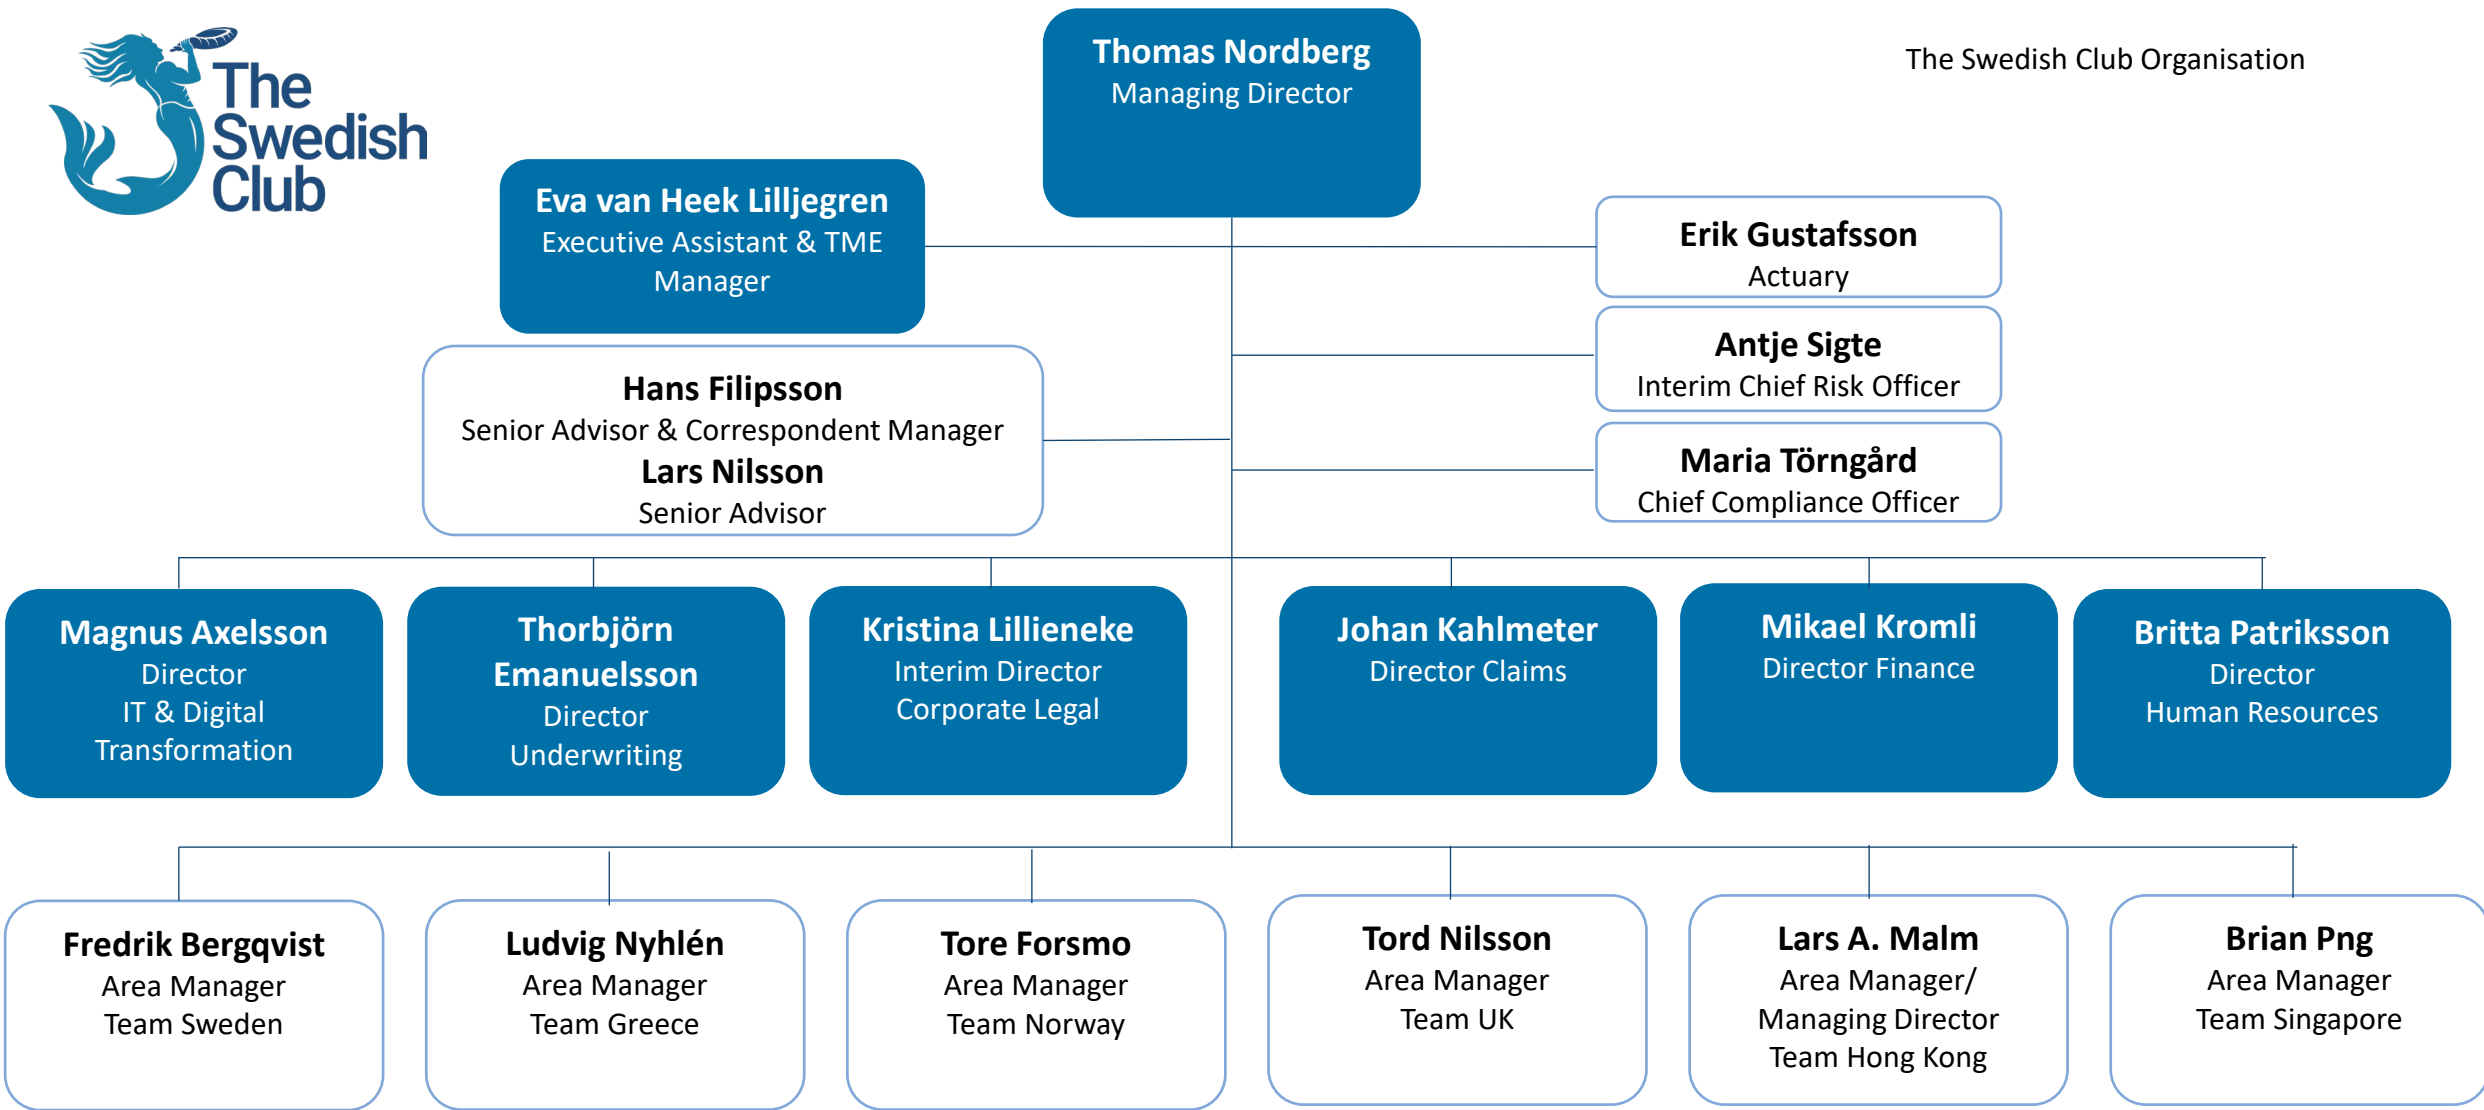 The
Swedish
Club
Thomas Nordberg
Managing Director
The Swedish Club Organisation
Eva van Heek Lilljegren
Executive Assistant & TME
Manager
Erik Gustafsson
Actuary
Antje Sigte
Interim Chief Risk Officer
Hans Filipsson
Senior Advisor & Correspondent Manager
Lars Nilsson
Senior Advisor
Maria Törngård
Chief Compliance Officer
Magnus Axelsson
Director
IT & Digital
Transformation
Thorbjörn
Emanuelsson
Director
Underwriting
Kristina Lillieneke
Interim Director
Corporate Legal
Johan Kahlmeter
Director Claims
Mikael Kromli
Director Finance
Britta Patriksson
Director
Human Resources
Fredrik Bergqvist
Area Manager
Team Sweden
Ludvig Nyhlén
Area Manager
Team Greece
Tore Forsmo
Area Manager
Team Norway
Tord Nilsson
Area Manager
Team UK
Lars A. Malm
Area Manager/
Managing Director
Team Hong Kong
Brian Png
Area Manager
Team Singapore